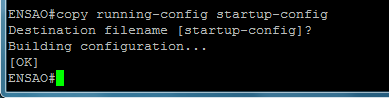 ENSAO#copy running-config startup-config
Destination filename [startup-config]?
Building configuration...
[OK]
ENSAO#